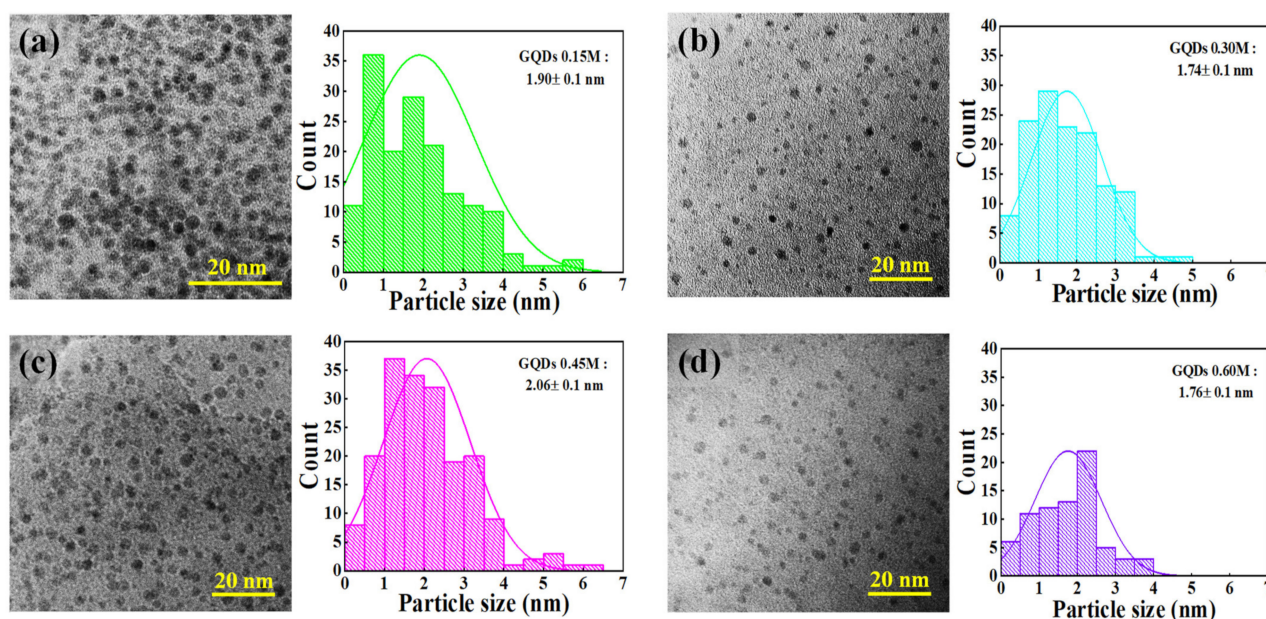 (a)
20 nm
Count
40
35
30
25
20
15
10
5
0
GQDs 0.15M :
1.90± 0.1 nm
0 1 2 3 4 5 6 7
Particle size (nm)
(b)
20 nm
Count
40
35
30
25
20
15
10
5
0
GQDs 0.30M :
1.74± 0.1 nm
0 1 2 3 4 5 6 7
Particle size (nm)
(c)
20 nm
Count
40
35
30
25
20
15
10
5
0
GQDs 0.45M :
2.06± 0.1 nm
0 1 2 3 4 5 6 7
Particle size (nm)
(d)
20 nm
Count
40
35
30
25
20
15
10
5
0
GQDs 0.60M :
1.76± 0.1 nm
0 1 2 3 4 5 6 7
Particle size (nm)